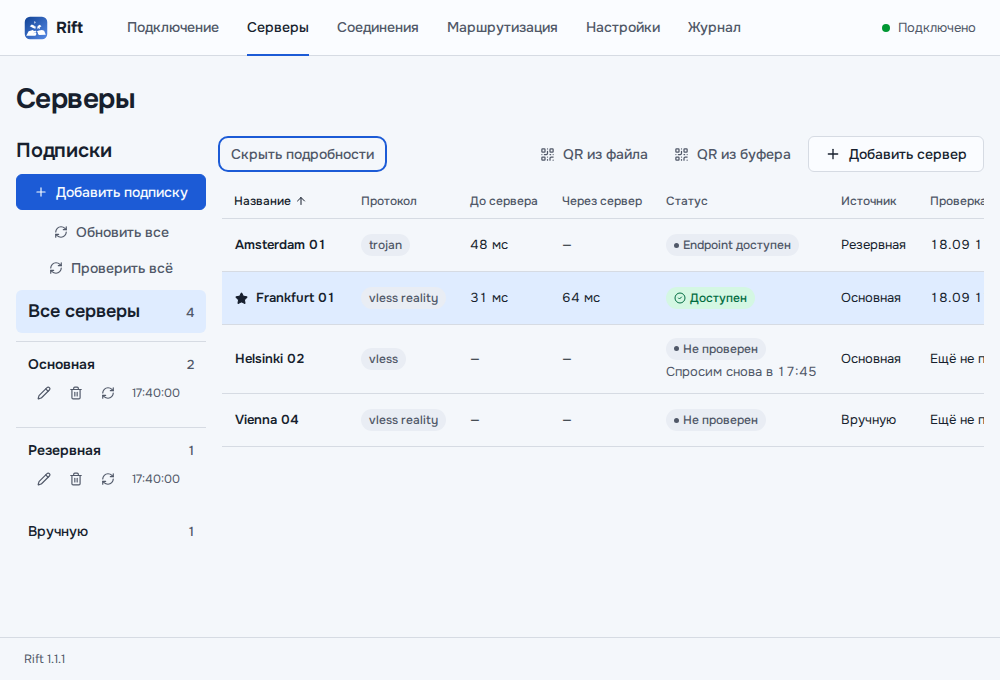 Rift
Подключение
Серверы
Соединения
Маршрутизация
Настройки
Журнал
Подключено
Серверы
Подписки
Добавить подписку
Обновить все
Проверить всё
Все серверы 4
Основная 2
17:40:00
Резервная 1
17:40:00
Вручную 1
Скрыть подробности
QR из файла
QR из буфера
Добавить сервер
Название Протокол До сервера Через сервер Статус Источник Проверка
Amsterdam 01 trojan 48 мс – Endpoint доступен Резервная 18.09 1
Frankfurt 01 vless reality 31 мс 64 мс Доступен Основная 18.09 1
Helsinki 02 vless – – Не проверен Основная Ещё не п
Спросим снова в 17:45
Vienna 04 vless reality – – Не проверен Вручную Ещё не п
Rift 1.1.1